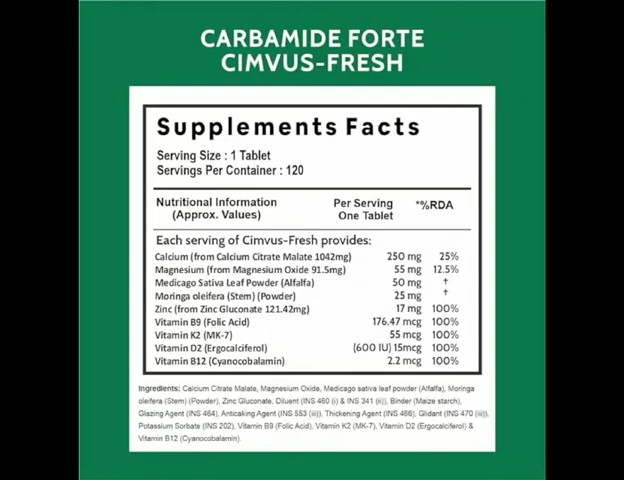 CARBAMIDE FORTE
CIMVUS-FRESH
Supplements Facts
Serving Size : 1 Tablet
Servings Per Container : 120
Nutritional Information (Approx. Values) Per Serving One Tablet *%RDA
Each serving of Cimvus-Fresh provides:
Calcium (from Calcium Citrate Malate 1042mg) 250 mg 25%
Magnesium (from Magnesium Oxide 91.5mg) 55 mg 12.5%
Medicago Sativa Leaf Powder (Alfalfa) 50 mg †
Moringa oleifera (Stem) (Powder) 25 mg †
Zinc (from Zinc Gluconate 121.42mg) 17 mg 100%
Vitamin B9 (Folic Acid) 176.47 mcg 100%
Vitamin K2 (MK-7) 55 mcg 100%
Vitamin D2 (Ergocalciferol) (600 IU) 15mcg 100%
Vitamin B12 (Cyanocobalamin) 2.2 mcg 100%
Ingredients: Calcium Citrate Malate, Magnesium Oxide, Medicago sativa leaf powder (Alfalfa), Moringa
oleifera (Stem) (Powder), Zinc Gluconate, Diluent (INS 460 (i) & INS 341 (ii)), Binder (Maize starch),
Glazing Agent (INS 464), Anticaking Agent (INS 553 (iii)), Thickening Agent (INS 466), Glidant (INS 470 (iii)),
Potassium Sorbate (INS 202), Vitamin B9 (Folic Acid), Vitamin K2 (MK-7), Vitamin D2 (Ergocalciferol) &
Vitamin B12 (Cyanocobalamin).